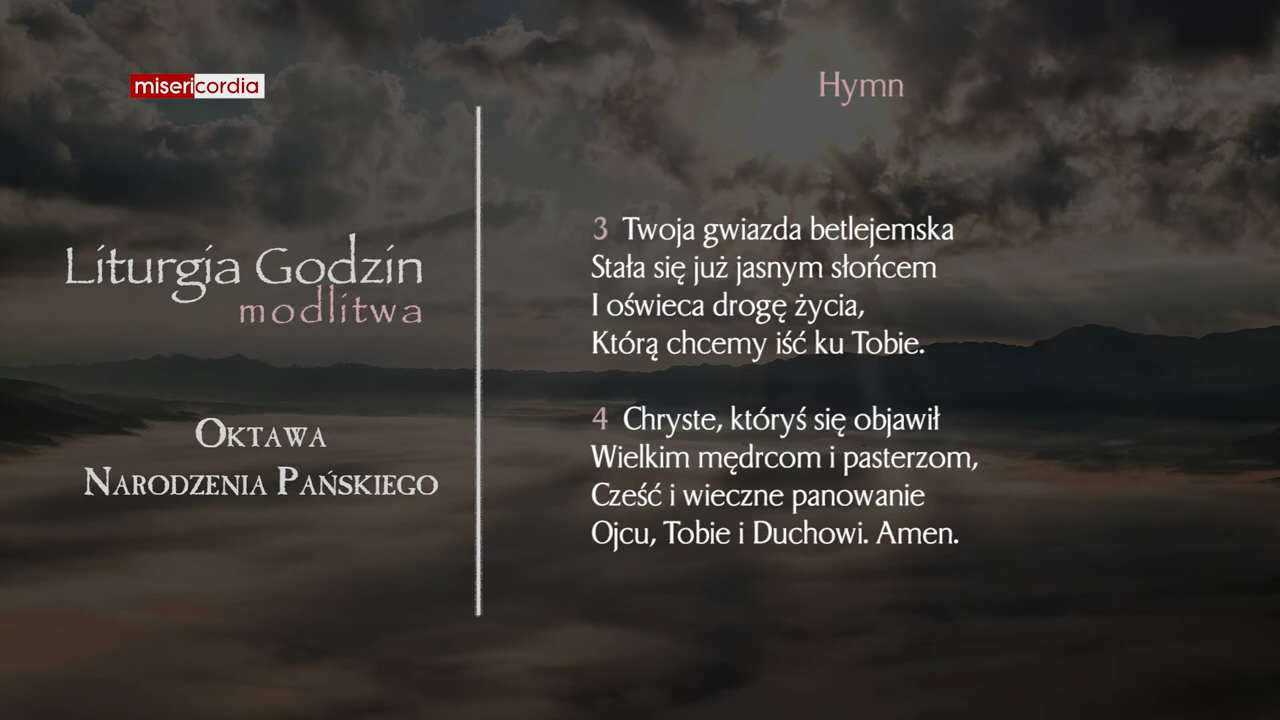 misericordia
Liturgia Godzin
modlitwa
Oktawa
Narodzenia Pańskiego
Hymn
3 Twoja gwiazda betlejemska
Stała się już jasnym słońcem
I oświeca drogę życia,
Którą chcemy iść ku Tobie.
4 Chryste, któryś się objawił
Wielkim mędrcom i pasterzom,
Cześć i wieczne panowanie
Ojcu, Tobie i Duchowi. Amen.